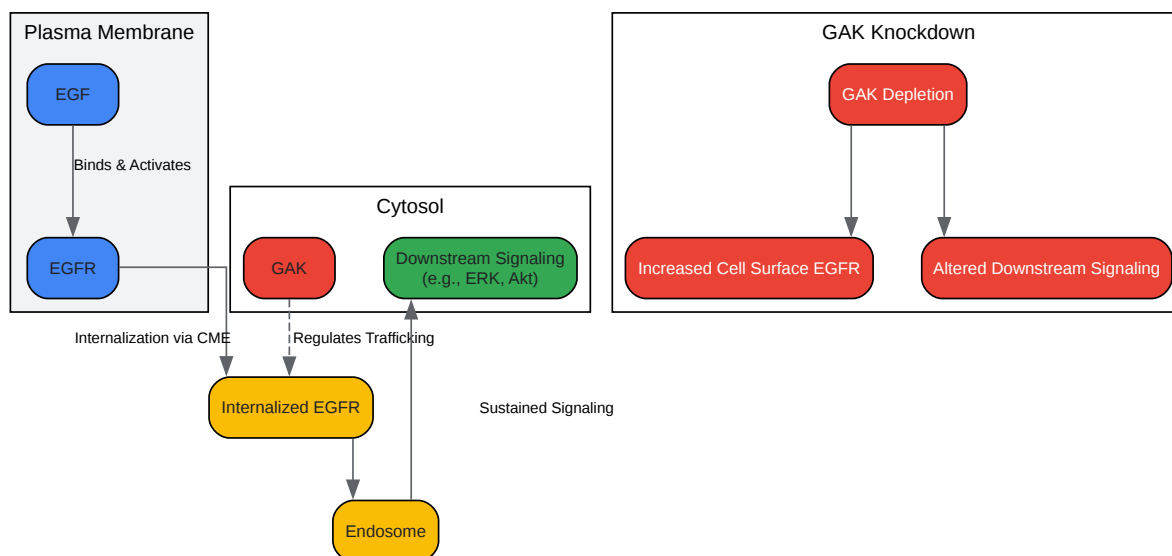 Plasma Membrane
EGF
Binds & Activates
EGFR
Internalization via CME
Cytosol
GAK
Downstream Signaling
(e.g., ERK, Akt)
Regulates Trafficking
Internalized EGFR
Sustained Signaling
Endosome
GAK Knockdown
GAK Depletion
Increased Cell Surface EGFR
Altered Downstream Signaling